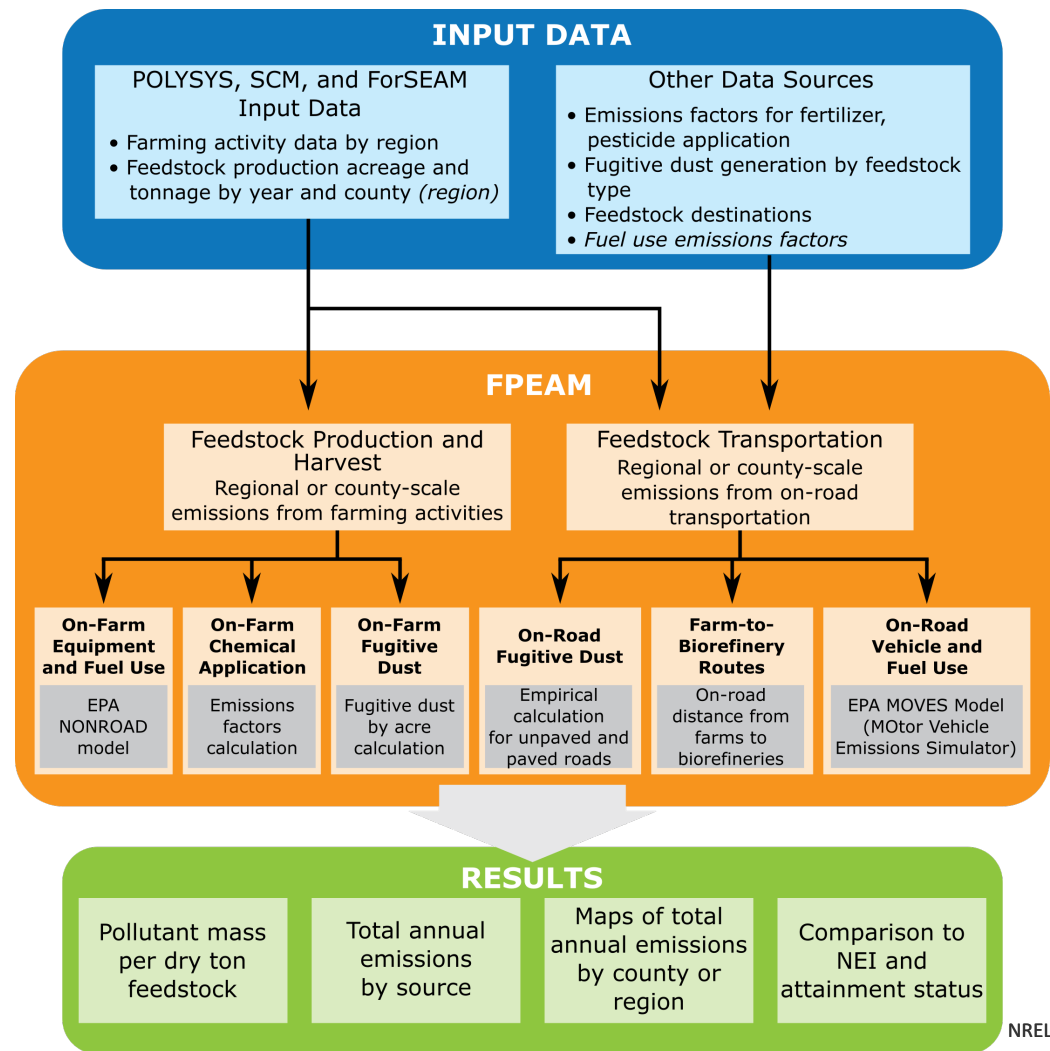 INPUT DATA
POLYSYS, SCM, and ForSEAM
Input Data
• Farming activity data by region
• Feedstock production acreage and
tonnage by year and county (region)
Other Data Sources
• Emissions factors for fertilizer,
pesticide application
• Fugitive dust generation by feedstock
type
• Feedstock destinations
• Fuel use emissions factors
FPEAM
Feedstock Production and
Harvest
Regional or county-scale
emissions from farming activities
Feedstock Transportation
Regional or county-scale
emissions from on-road
transportation
On-Farm
Equipment
and Fuel Use
EPA
NONROAD
model
On-Farm
Chemical
Application
Emissions
factors
calculation
On-Farm
Fugitive
Dust
Fugitive dust
by acre
calculation
On-Road
Fugitive Dust
Empirical
calculation
for unpaved and
paved roads
Farm-to-
Biorefinery
Routes
On-road
distance from
farms to
biorefineries
On-Road
Vehicle and
Fuel Use
EPA MOVES Model
(MOtor Vehicle
Emissions Simulator)
RESULTS
Pollutant mass
per dry ton
feedstock
Total annual
emissions
by source
Maps of total
annual emissions
by county or
region
Comparison to
NEI and
attainment status
NREL